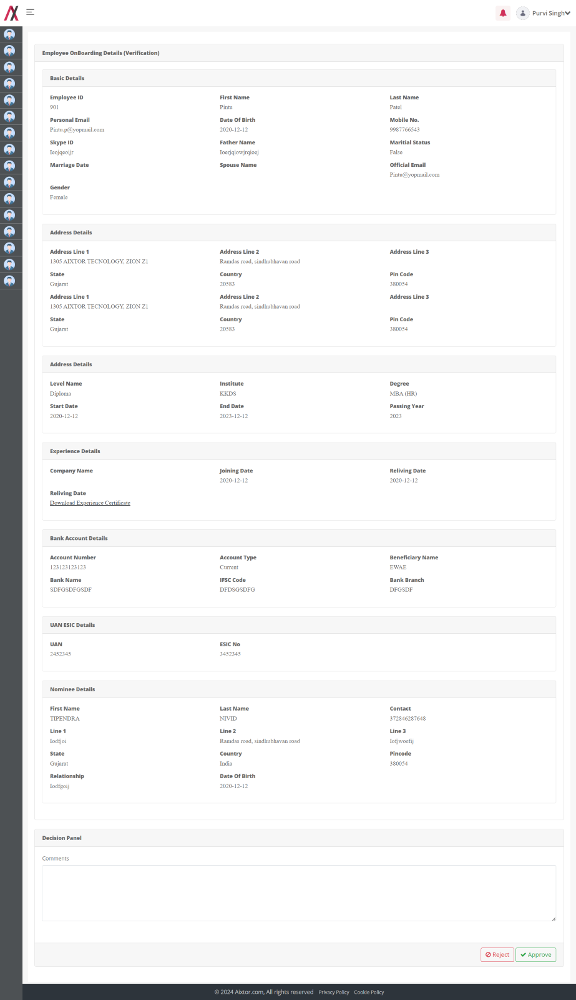 Purvi Singh
Employee OnBoarding Details (Verification)
Basic Details
Employee ID First Name Last Name
901 Pintu Patel
Personal Email Date Of Birth Mobile No.
Pintu.p@yopmail.com 2020-12-12 9987766543
Skype ID Father Name Maritial Status
Ieojqeoijr Ioerjqiowjrqioej False
Marriage Date Spouse Name Official Email
Pintu@yopmail.com
Gender
Female
Address Details
Address Line 1 Address Line 2 Address Line 3
1305 AIXTOR TECNOLOGY, ZION Z1 Ramdas road, sindhubhavan road
State Country Pin Code
Gujarat 20583 380054
Address Line 1 Address Line 2 Address Line 3
1305 AIXTOR TECNOLOGY, ZION Z1 Ramdas road, sindhubhavan road
State Country Pin Code
Gujarat 20583 380054
Address Details
Level Name Institute Degree
Diploma KKDS MBA (HR)
Start Date End Date Passing Year
2020-12-12 2023-12-12 2023
Experience Details
Company Name Joining Date Reliving Date
2020-12-12 2020-12-12
Reliving Date
Download Experience Certificate
Bank Account Details
Account Number Account Type Beneficiary Name
123123123123 Current EWAE
Bank Name IFSC Code Bank Branch
SDFGSDFGSDF DFDSGSDFG DFGSDF
UAN ESIC Details
UAN ESIC No
2452345 3452345
Nominee Details
First Name Last Name Contact
TIPENDRA NIVID 372846287648
Line 1 Line 2 Line 3
Iodfjoi Ramdas road, sindhubhavan road Iofjwoefij
State Country Pincode
Gujarat India 380054
Relationship Date Of Birth
Iodfgoij 2020-12-12
Decision Panel
Comments
Reject Approve
© 2024 Aixtor.com, All rights reserved Privacy Policy Cookie Policy